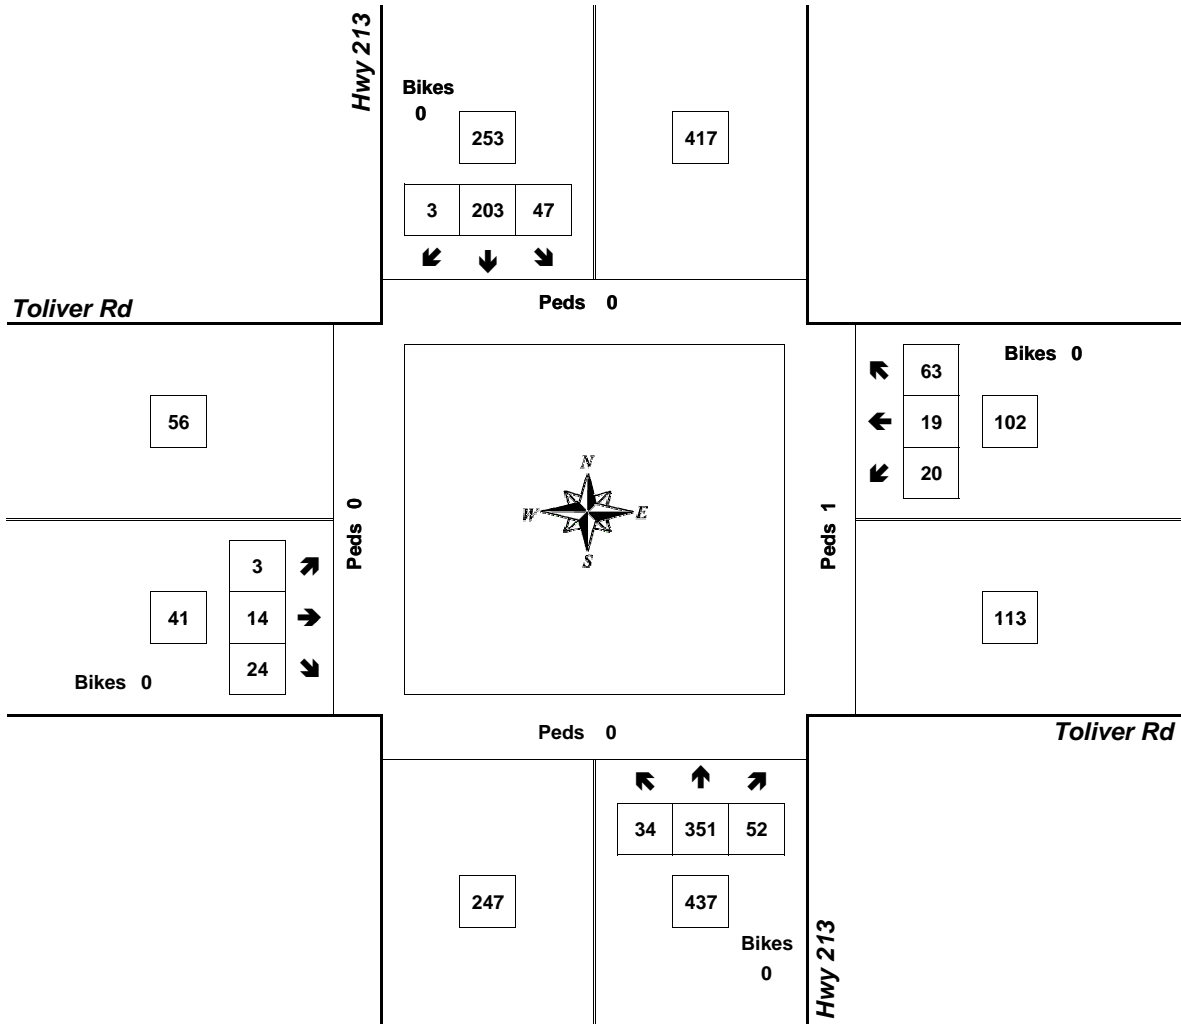 Hwy 213
Bikes
0
253
417
3 203 47
Toliver Rd
Peds 0
63
Bikes 0
56
19
102
20
N
W E
S
Peds 0
Peds 1
3
41
14
113
24
Bikes 0
Peds 0
Toliver Rd
34 351 52
247
437
Bikes
0
Hwy 213